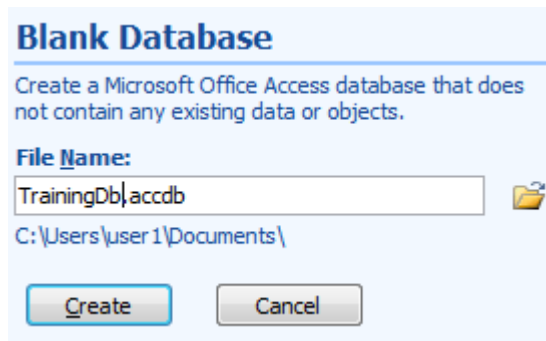 Blank Database
Create a Microsoft Office Access database that does
not contain any existing data or objects.
File Name:
TrainingDb.accdb
C:\Users\user1\Documents\
Create
Cancel